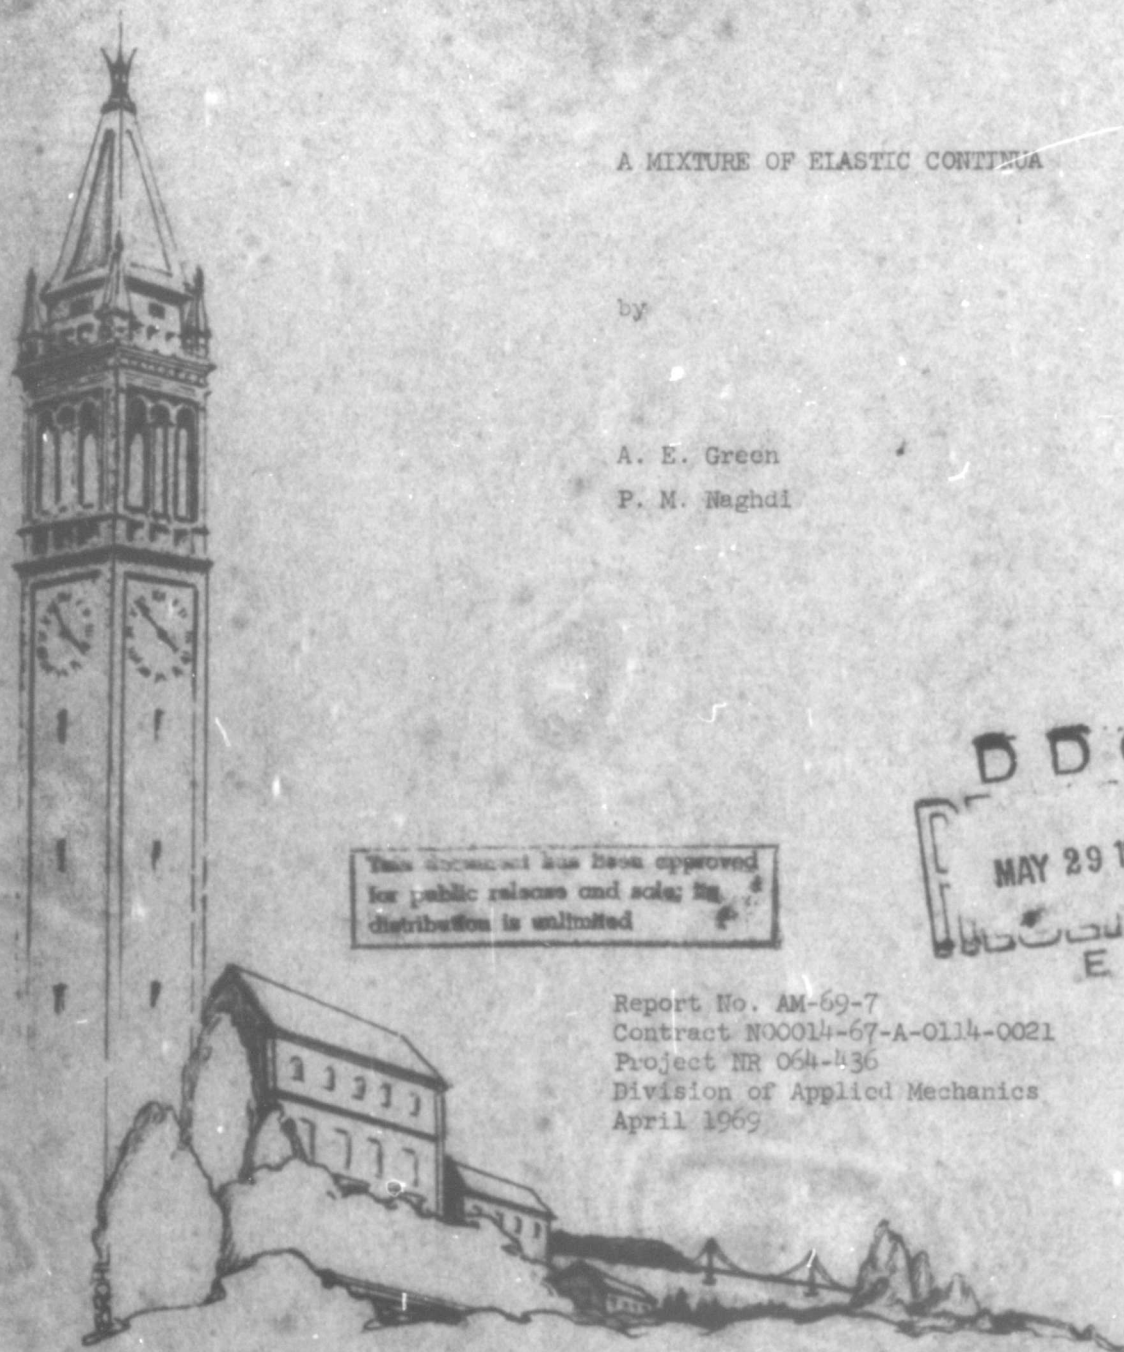 A MIXTURE OF ELASTIC CONTINUA
by
A. E. Green
P. M. Naghdi
D D
MAY 29 1
This document has been approved
for public release and sale; its
distribution is unlimited
E
Report No. AM-69-7
Contract N00014-67-A-0114-0021
Project NR 064-436
Division of Applied Mechanics
April 1969